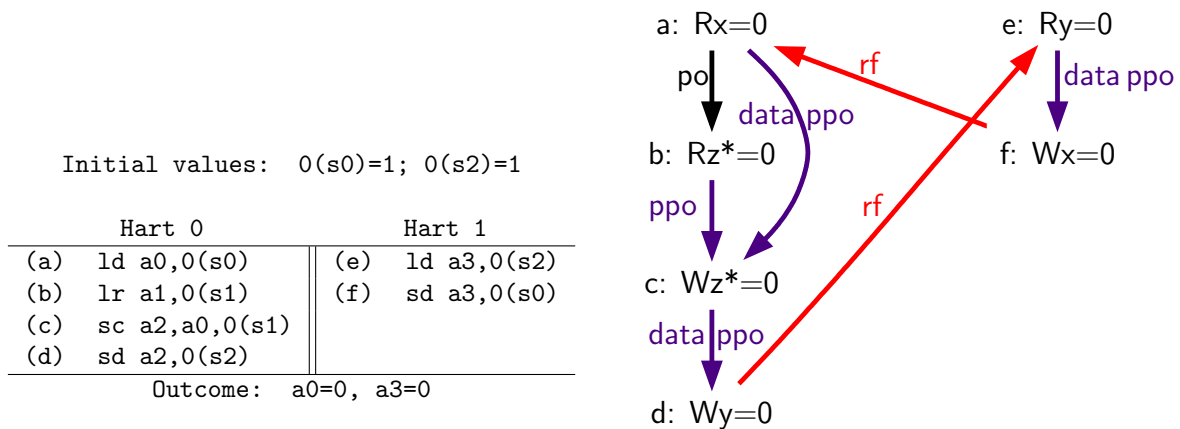 Initial values: 0(s0)=1; 0(s2)=1
Hart 0 Hart 1
(a) ld a0,0(s0) (e) ld a3,0(s2)
(b) lr a1,0(s1) (f) sd a3,0(s0)
(c) sc a2,a0,0(s1)
(d) sd a2,0(s2)
Outcome: a0=0, a3=0
a: Rx=0
e: Ry=0
po
rf
data ppo
data ppo
b: Rz*=0
f: Wx=0
ppo
rf
c: Wz*=0
data ppo
d: Wy=0